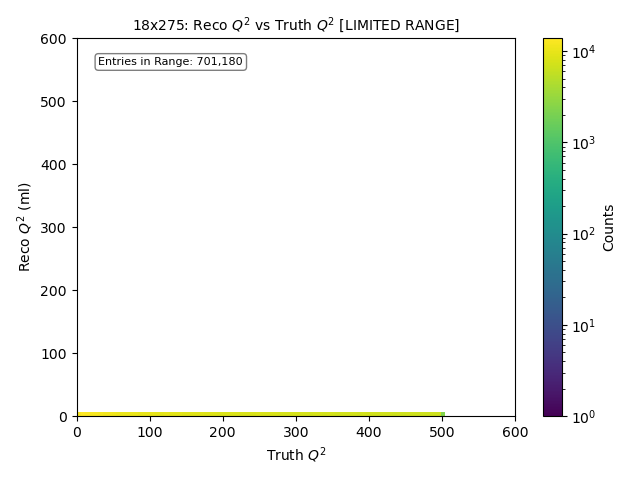 18x275: Reco Q² vs Truth Q² [LIMITED RANGE]
Entries in Range: 701,180
600
500
400
300
200
100
0
Reco Q² (ml)
0 100 200 300 400 500 600
Truth Q²
10⁴
10³
10²
10¹
10⁰
Counts